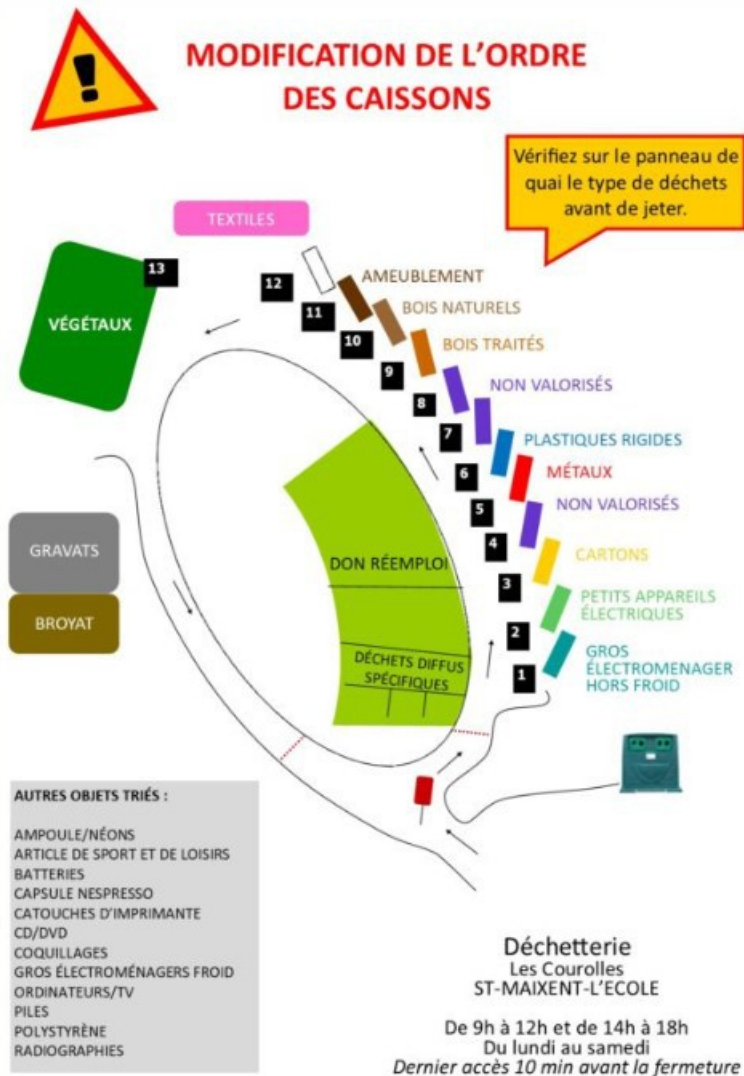 MODIFICATION DE L'ORDRE
DES CAISSONS
Vérifiez sur le panneau de
quai le type de déchets
avant de jeter.
TEXTILES
VÉGÉTAUX
13
12
11
10
9
8
7
6
5
4
3
2
1
AMEUBLEMENT
BOIS NATURELS
BOIS TRAITÉS
NON VALORISÉS
PLASTIQUES RIGIDES
MÉTAUX
NON VALORISÉS
CARTONS
PETITS APPAREILS
ÉLECTRIQUES
GROS
ÉLECTROMENAGER
HORS FROID
GRAVATS
BROYAT
DON RÉEMPLOI
DÉCHETS DIFFUS
SPÉCIFIQUES
AUTRES OBJETS TRIÉS :
AMPOULE/NÉONS
ARTICLE DE SPORT ET DE LOISIRS
BATTERIES
CAPSULE NESPRESSO
CATOUCHES D'IMPRIMANTE
CD/DVD
COQUILLAGES
GROS ÉLECTROMÉNAGERS FROID
ORDINATEURS/TV
PILES
POLYSTYRÈNE
RADIOGRAPHIES
Déchetterie
Les Courolles
ST-MAIXENT-L'ECOLE
De 9h à 12h et de 14h à 18h
Du lundi au samedi
Dernier accès 10 min avant la fermeture